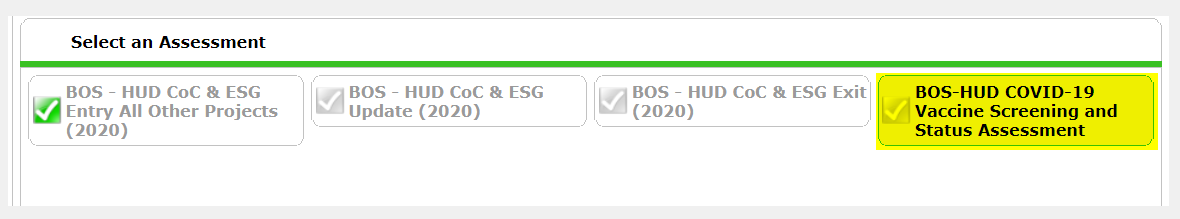 Select an Assessment
BOS - HUD CoC & ESG
Entry All Other Projects
(2020)
BOS - HUD CoC & ESG
Update (2020)
BOS - HUD CoC & ESG Exit
(2020)
BOS-HUD COVID-19
Vaccine Screening and
Status Assessment